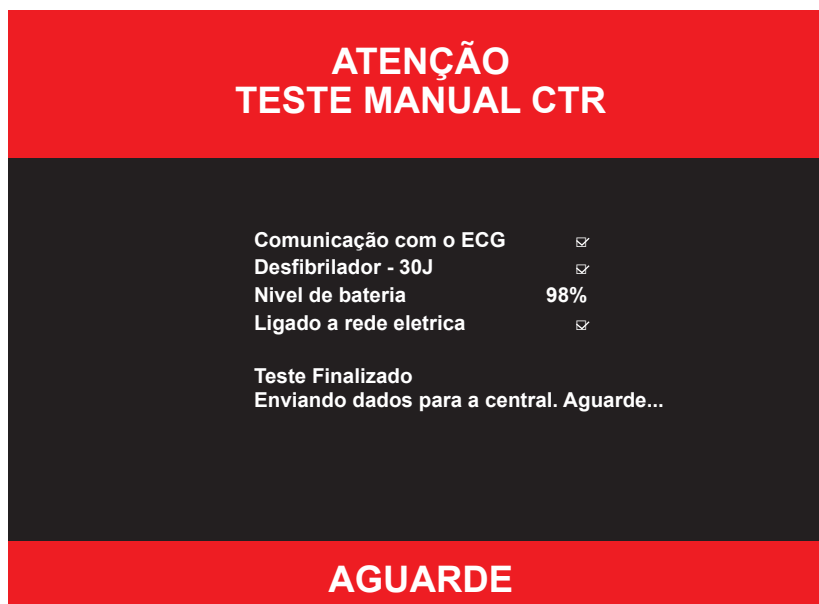 ATENÇÃO
TESTE MANUAL CTR
Comunicação com o ECG ☑
Desfibrilador - 30J ☑
Nivel de bateria 98%
Ligado a rede eletrica ☑
Teste Finalizado
Enviando dados para a central. Aguarde...
AGUARDE